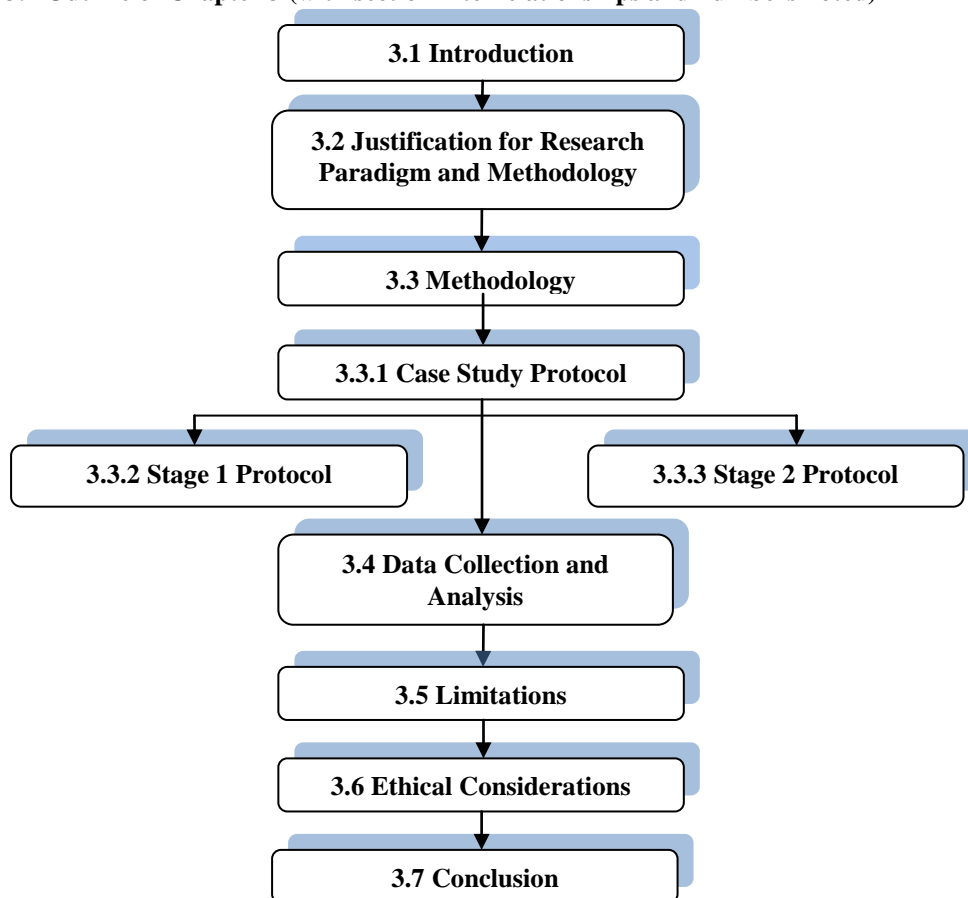 3.1 Introduction
3.2 Justification for Research
Paradigm and Methodology
3.3 Methodology
3.3.1 Case Study Protocol
3.3.2 Stage 1 Protocol
3.3.3 Stage 2 Protocol
3.4 Data Collection and
Analysis
3.5 Limitations
3.6 Ethical Considerations
3.7 Conclusion